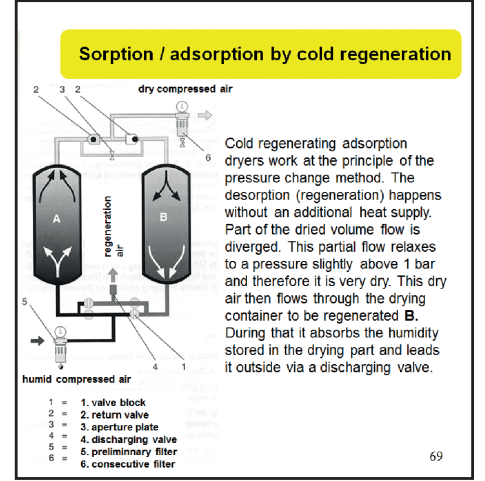 Sorption / adsorption by cold regeneration
2 3 2 dry compressed air
6
A
B
regeneration
air
5
4 1
humid compressed air
Cold regenerating adsorption
dryers work at the principle of the
pressure change method. The
desorption (regeneration) happens
without an additional heat supply.
Part of the dried volume flow is
diverged. This partial flow relaxes
to a pressure slightly above 1 bar
and therefore it is very dry. This dry
air then flows through the drying
container to be regenerated B.
During that it absorbs the humidity
stored in the drying part and leads
it outside via a discharging valve.
1 = 1. valve block
2 = 2. return valve
3 = 3. aperture plate
4 = 4. discharging valve
5 = 5. preliminnary filter
6 = 6. consecutive filter
69